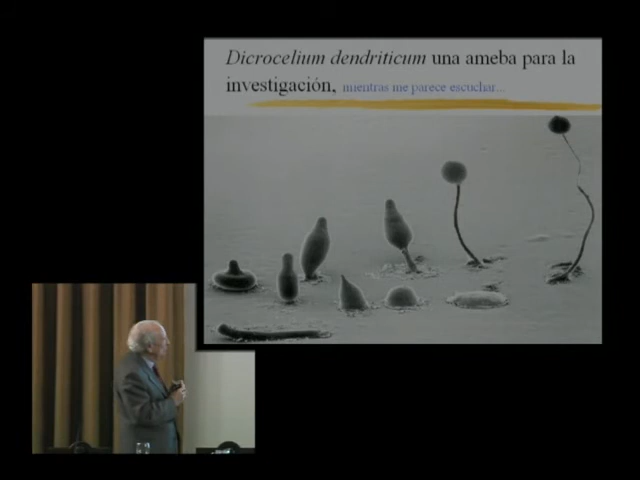 Dicrocelium dendriticum una ameba para la
investigación, mientras me parece escuchar...